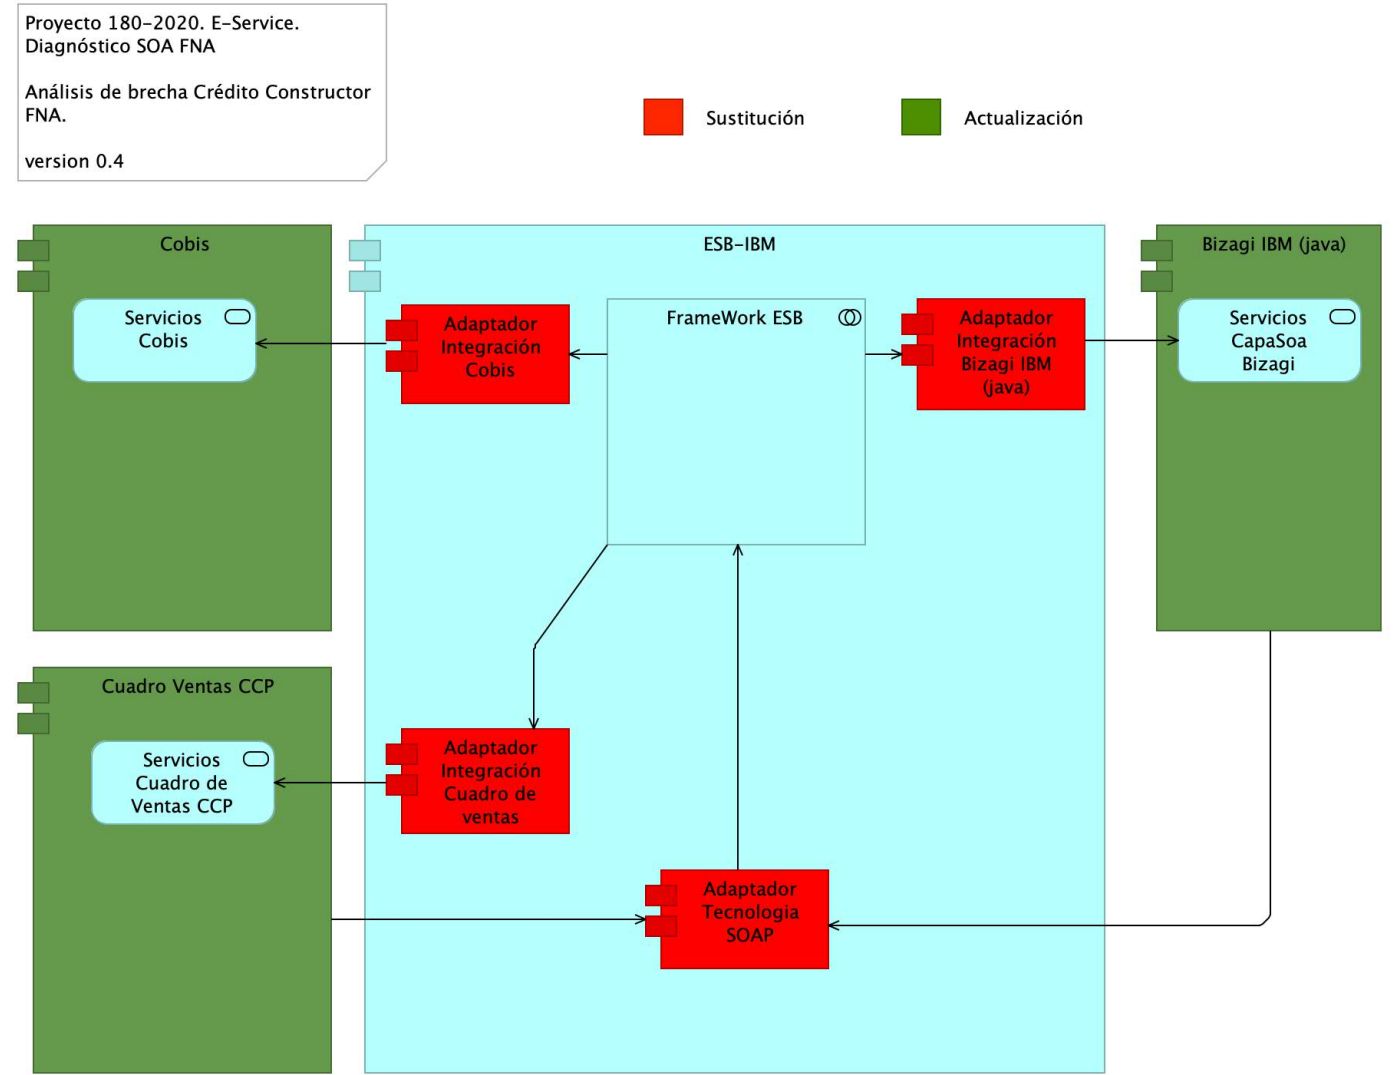 Proyecto 180-2020. E-Service.
Diagnóstico SOA FNA
Análisis de brecha Crédito Constructor
FNA.
version 0.4
Sustitución
Actualización
Cobis
Servicios
Cobis
ESB-IBM
Adaptador
Integración
Cobis
FrameWork ESB
Adaptador
Integración
Bizagi IBM
(java)
Bizagi IBM (java)
Servicios
CapaSoa
Bizagi
Cuadro Ventas CCP
Servicios
Cuadro de
Ventas CCP
Adaptador
Integración
Cuadro de
ventas
Adaptador
Tecnologia
SOAP